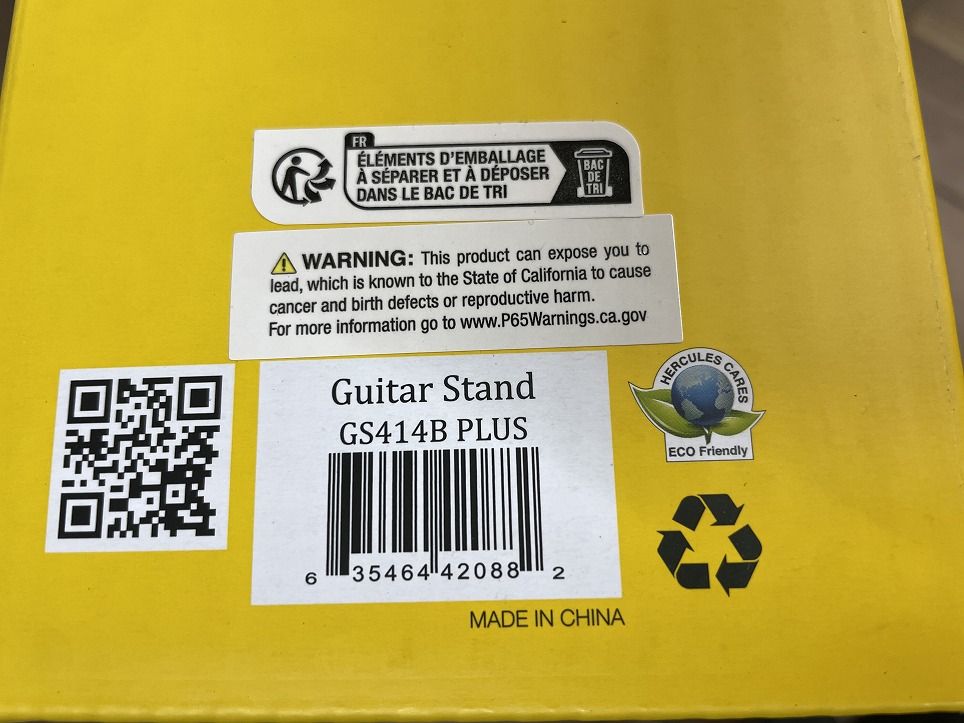 FR
ÉLÉMENTS D'EMBALLAGE
À SÉPARER ET À DÉPOSER
DANS LE BAC DE TRI
BAC
DE
TRI
WARNING: This product can expose you to
lead, which is known to the State of California to cause
cancer and birth defects or reproductive harm.
For more information go to www.P65Warnings.ca.gov
Guitar Stand
GS414B PLUS
6 35464 42088 2
HERCULES CARES
ECO Friendly
MADE IN CHINA